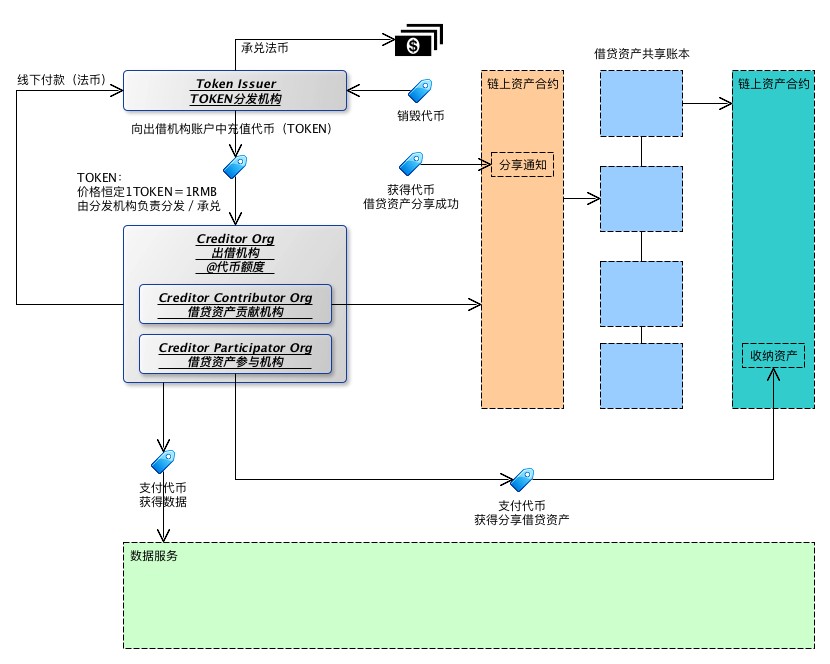 承兑法币
借贷资产共享账本
线下付款（法币）
Token Issuer
TOKEN分发机构
链上资产合约
链上资产合约
销毁代币
向出借机构账户中充值代币（TOKEN）
分享通知
TOKEN：
价格恒定1TOKEN＝1RMB
由分发机构负责分发／承兑
获得代币
借贷资产分享成功
Creditor Org
出借机构
@代币额度
Creditor Contributor Org
借贷资产贡献机构
Creditor Participator Org
借贷资产参与机构
收纳资产
支付代币
获得数据
支付代币
获得分享借贷资产
数据服务